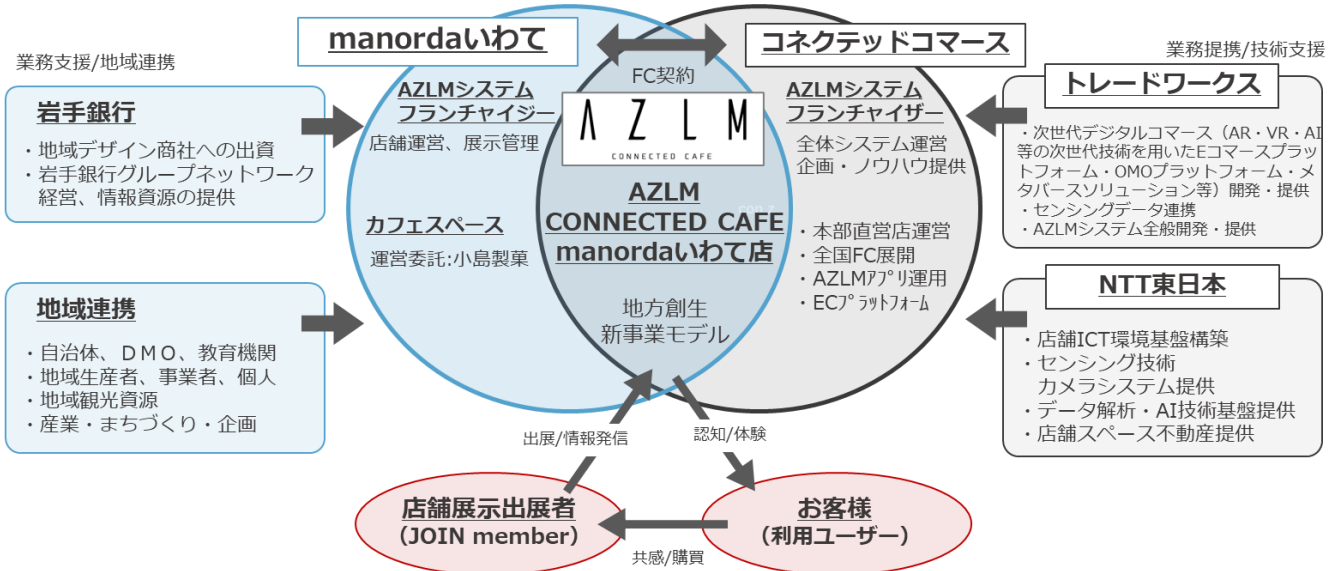 manordaいわて
コネクテッドコマース
業務支援/地域連携
業務提携/技術支援
FC契約
岩手銀行
・地域デザイン商社への出資
・岩手銀行グループネットワーク
経営、情報資源の提供
地域連携
・自治体、ＤＭＯ、教育機関
・地域生産者、事業者、個人
・地域観光資源
・産業・まちづくり・企画
AZLMシステム
フランチャイジー
店舗運営、展示管理
カフェスペース
運営委託:小島製菓
AZLM
CONNECTED CAFE
AZLM
CONNECTED CAFE
manordaいわて店
地方創生
新事業モデル
AZLMシステム
フランチャイザー
全体システム運営
企画・ノウハウ提供
・本部直営店運営
・全国FC展開
・AZLMｱﾌﾟﾘ運用
・ECﾌﾟﾗｯﾄﾌｫｰﾑ
トレードワークス
・次世代デジタルコマース（AR・VR・AI
等の次世代技術を用いたEコマースプラッ
トフォーム・OMOプラットフォーム・メ
タバースソリューション等）開発・提供
・センシングデータ連携
・AZLMシステム全般開発・提供
NTT東日本
・店舗ICT環境基盤構築
・センシング技術
カメラシステム提供
・データ解析・AI技術基盤提供
・店舗スペース不動産提供
出展/情報発信
認知/体験
店舗展示出展者
（JOIN member）
お客様
（利用ユーザー）
共感/購買